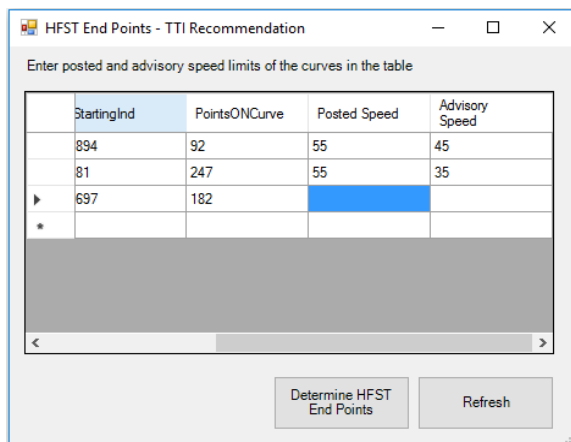 HFST End Points - TTI Recommendation
Enter posted and advisory speed limits of the curves in the table
StartingInd PointsONCurve Posted Speed Advisory
Speed
894 92 55 45
81 247 55 35
697 182
Determine HFST Refresh
End Points